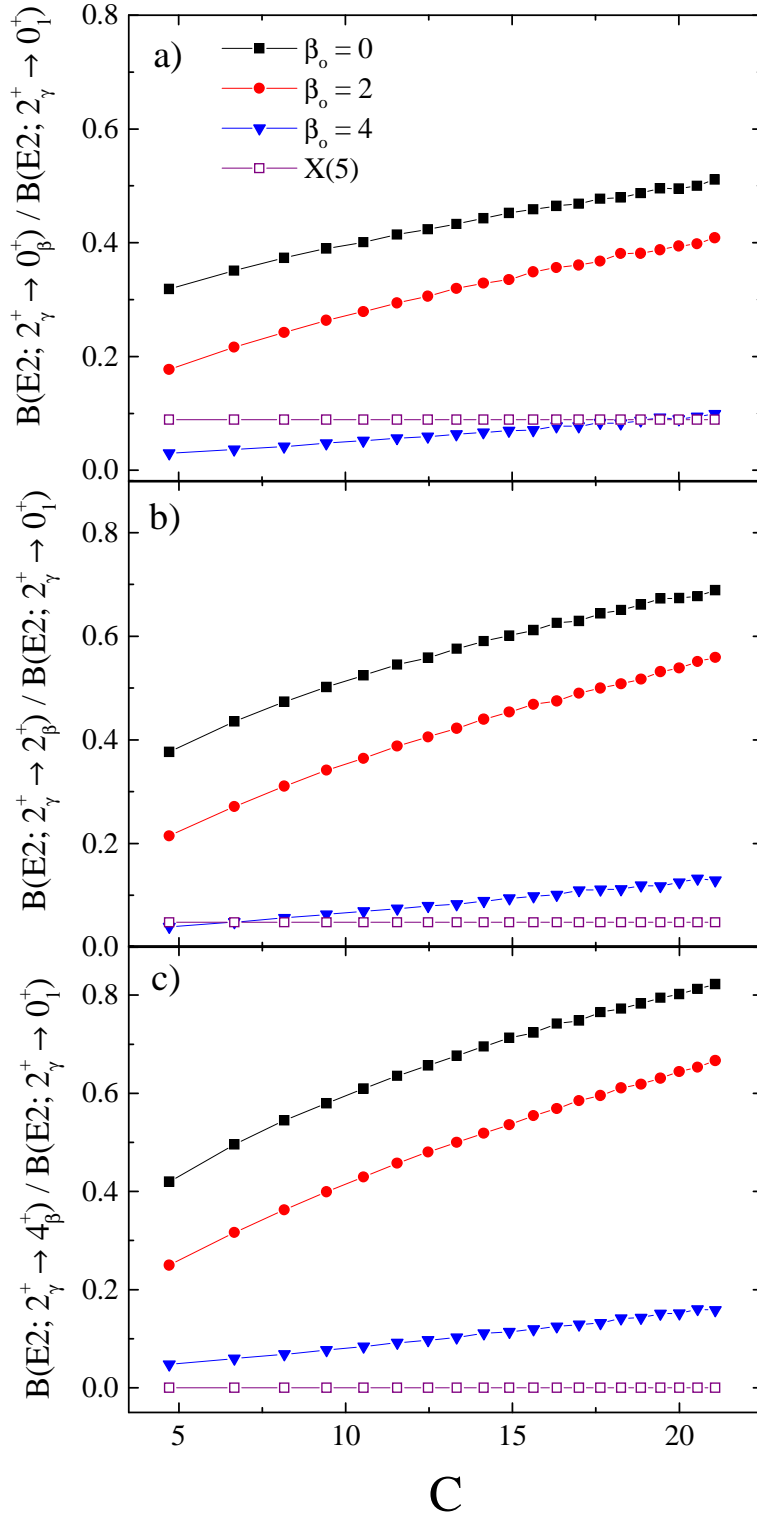 a)
β₀ = 0
β₀ = 2
β₀ = 4
X(5)
B(E2; 2γ⁺ → 0β⁺) / B(E2; 2γ⁺ → 0₁⁺)
0.8
0.6
0.4
0.2
0.0
b)
B(E2; 2γ⁺ → 2β⁺) / B(E2; 2γ⁺ → 0₁⁺)
0.8
0.6
0.4
0.2
0.0
c)
B(E2; 2γ⁺ → 4β⁺) / B(E2; 2γ⁺ → 0₁⁺)
0.8
0.6
0.4
0.2
0.0
5 10 15 20
C